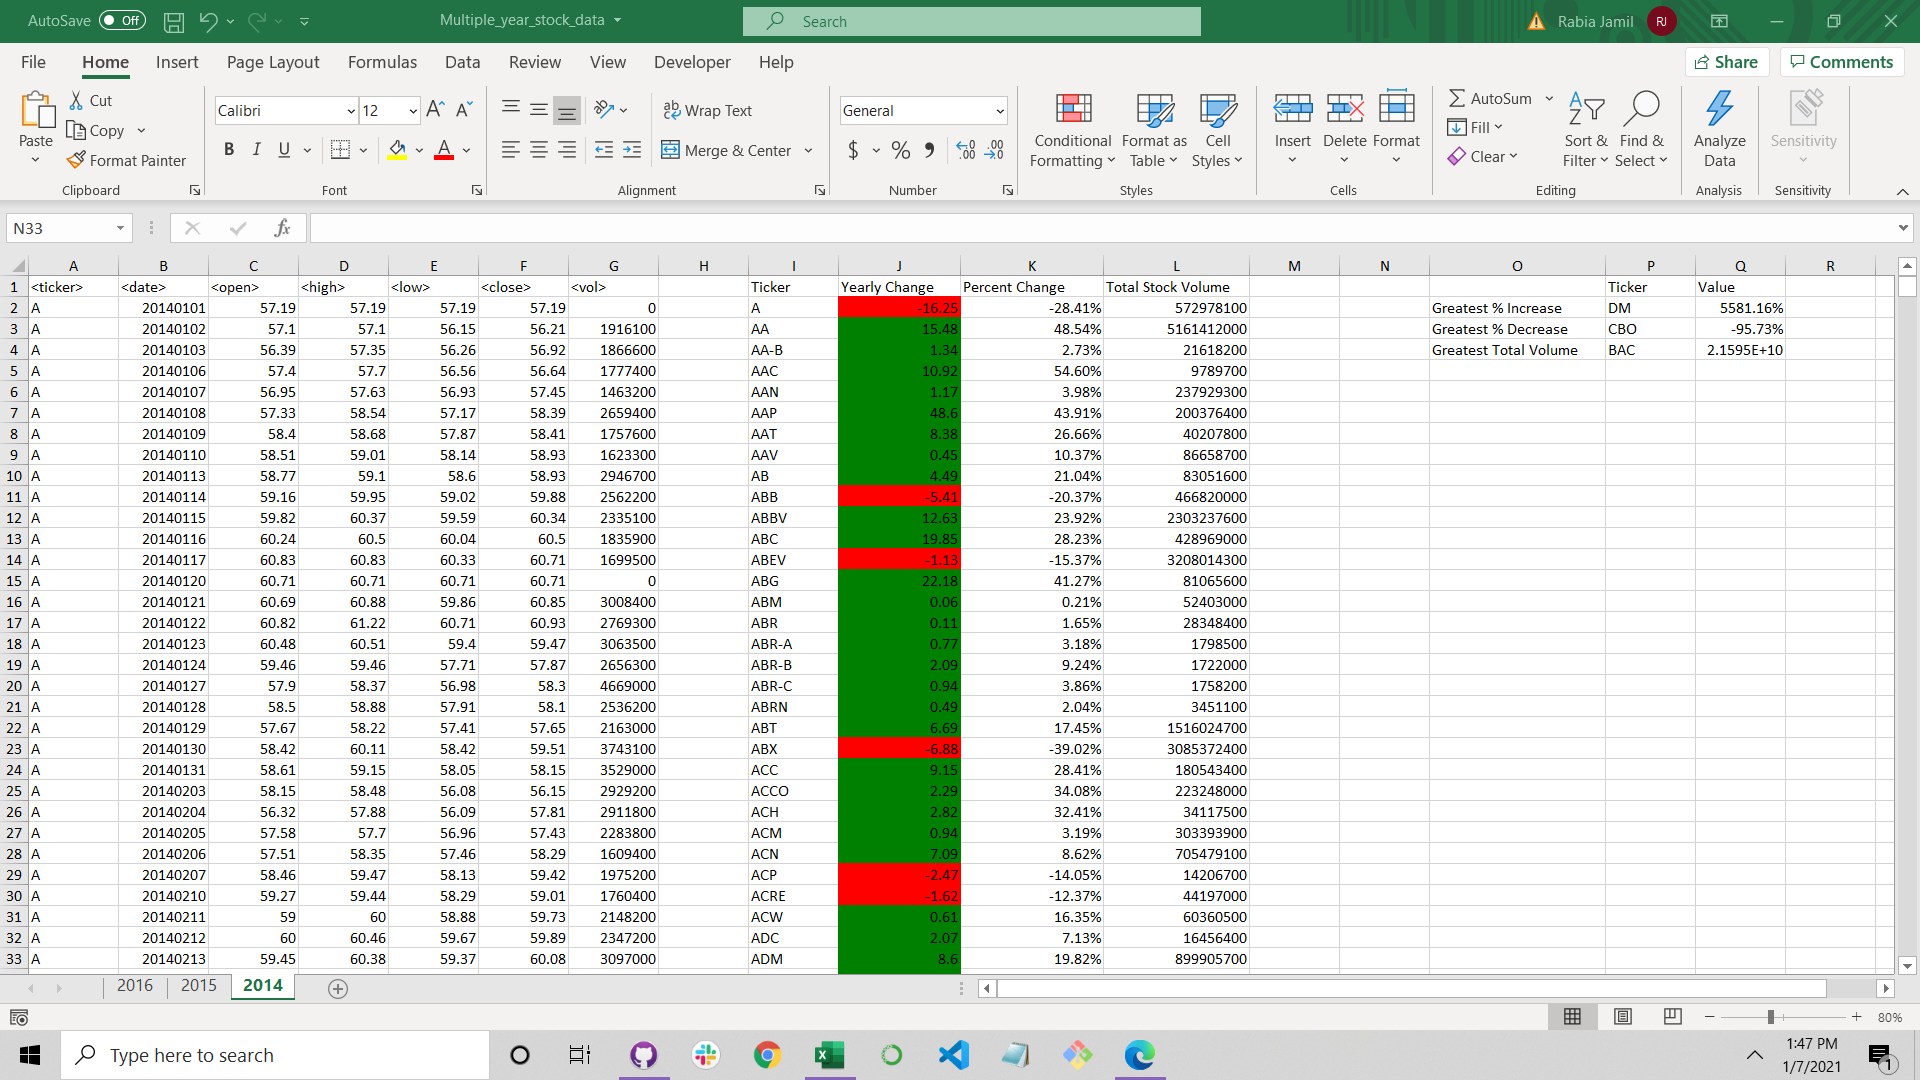 AutoSave Off Multiple_year_stock_data Search Rabia Jamil RJ
File Home Insert Page Layout Formulas Data Review View Developer Help Share Comments
Paste Cut Copy Format Painter Clipboard
Calibri 12 B I U A Font
ab Wrap Text Merge & Center Alignment
General $ % Number
Conditional Formatting Format as Table Cell Styles Styles
Insert Delete Format Cells
AutoSum Fill Clear Sort & Filter Find & Select Editing
Analyze Data Analysis
Sensitivity Sensitivity
N33 fx
A B C D E F G H I J K L M N O P Q R
1 <ticker> <date> <open> <high> <low> <close> <vol> Ticker Yearly Change Percent Change Total Stock Volume Ticker Value
2 A 20140101 57.19 57.19 57.19 57.19 0 A -16.25 -28.41% 572978100 Greatest % Increase DM 5581.16%
3 A 20140102 57.1 57.1 56.15 56.21 1916100 AA 15.48 48.54% 5161412000 Greatest % Decrease CBO -95.73%
4 A 20140103 56.39 57.35 56.26 56.92 1866600 AA-B 1.34 2.73% 21618200 Greatest Total Volume BAC 2.1595E+10
5 A 20140106 57.4 57.7 56.56 56.64 1777400 AAC 10.92 54.60% 9789700
6 A 20140107 56.95 57.63 56.93 57.45 1463200 AAN 1.17 3.98% 237929300
7 A 20140108 57.33 58.54 57.17 58.39 2659400 AAP 48.6 43.91% 200376400
8 A 20140109 58.4 58.68 57.87 58.41 1757600 AAT 8.38 26.66% 40207800
9 A 20140110 58.51 59.01 58.14 58.93 1623300 AAV 0.45 10.37% 86658700
10 A 20140113 58.77 59.1 58.6 58.93 2946700 AB 4.49 21.04% 83051600
11 A 20140114 59.16 59.95 59.02 59.88 2562200 ABB -5.41 -20.37% 466820000
12 A 20140115 59.82 60.37 59.59 60.34 2335100 ABBV 12.63 23.92% 2303237600
13 A 20140116 60.24 60.5 60.04 60.5 1835900 ABC 19.85 28.23% 428969000
14 A 20140117 60.83 60.83 60.33 60.71 1699500 ABEV -1.13 -15.37% 3208014300
15 A 20140120 60.71 60.71 60.71 60.71 0 ABG 22.18 41.27% 81065600
16 A 20140121 60.69 60.88 59.86 60.85 3008400 ABM 0.06 0.21% 52403000
17 A 20140122 60.82 61.22 60.71 60.93 2769300 ABR 0.11 1.65% 28348400
18 A 20140123 60.48 60.51 59.4 59.47 3063500 ABR-A 0.77 3.18% 1798500
19 A 20140124 59.46 59.46 57.71 57.87 2656300 ABR-B 2.09 9.24% 1722000
20 A 20140127 57.9 58.37 56.98 58.3 4669000 ABR-C 0.94 3.86% 1758200
21 A 20140128 58.5 58.88 57.91 58.1 2536200 ABRN 0.49 2.04% 3451100
22 A 20140129 57.67 58.22 57.41 57.65 2163000 ABT 6.69 17.45% 1516024700
23 A 20140130 58.42 60.11 58.42 59.51 3743100 ABX -6.88 -39.02% 3085372400
24 A 20140131 58.61 59.15 58.05 58.15 3529000 ACC 9.15 28.41% 180543400
25 A 20140203 58.15 58.48 56.08 56.15 2929200 ACCO 2.29 34.08% 223248000
26 A 20140204 56.32 57.88 56.09 57.81 2911800 ACH 2.82 32.41% 34117500
27 A 20140205 57.58 57.7 56.96 57.43 2283800 ACM 0.94 3.19% 303393900
28 A 20140206 57.51 58.35 57.46 58.29 1609400 ACN 7.09 8.62% 705479100
29 A 20140207 58.46 59.47 58.13 59.42 1975200 ACP -2.47 -14.05% 14206700
30 A 20140210 59.27 59.44 58.29 59.01 1760400 ACRE -1.62 -12.37% 44197000
31 A 20140211 59 60 58.88 59.73 2148200 ACW 0.61 16.35% 60360500
32 A 20140212 60 60.46 59.67 59.89 2347200 ADC 2.07 7.13% 16456400
33 A 20140213 59.45 60.38 59.37 60.08 3097000 ADM 8.6 19.82% 899905700
2016 2015 2014
80%
Type here to search 1:47 PM
1/7/2021 1